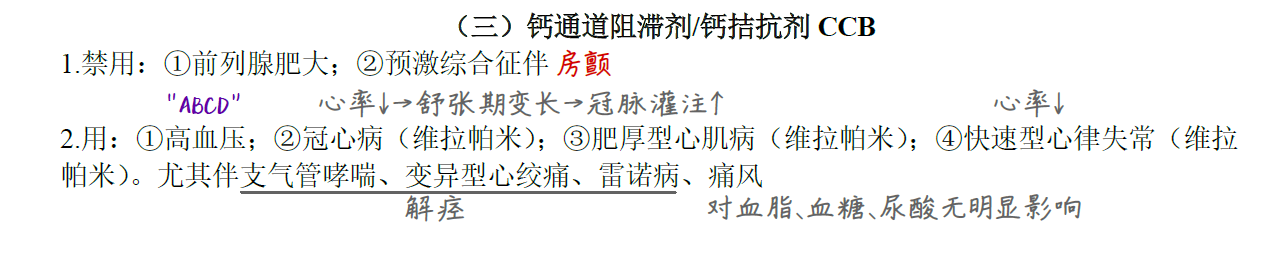 （三）钙通道阻滞剂/钙拮抗剂 CCB
1.禁用：①前列腺肥大；②预激综合征伴 房颤
"ABCD" 心率↓→舒张期变长→冠脉灌注↑ 心率↓
2.用：①高血压；②冠心病（维拉帕米）；③肥厚型心肌病（维拉帕米）；④快速型心律失常（维拉
帕米）。尤其伴支气管哮喘、变异型心绞痛、雷诺病、痛风
解痉 对血脂、血糖、尿酸无明显影响